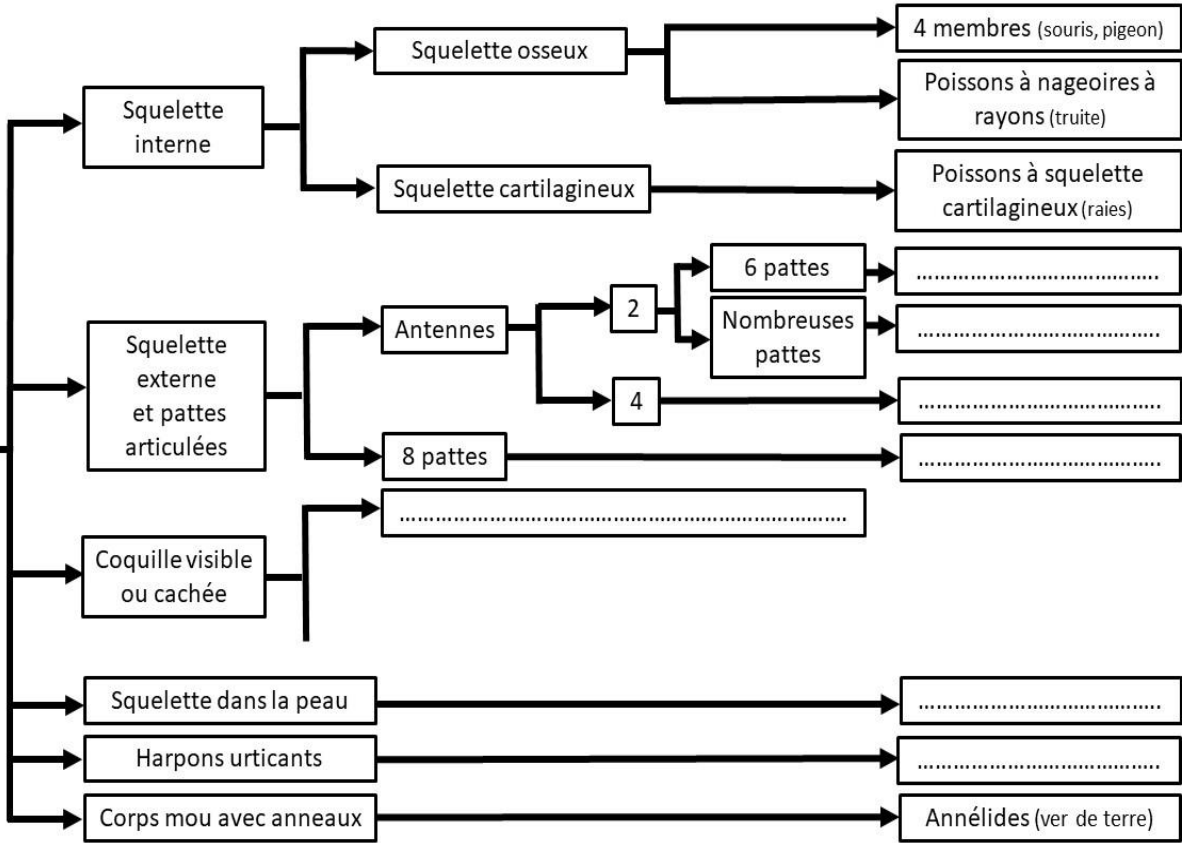 Squelette osseux
4 membres (souris, pigeon)
Squelette
interne
Poissons à nageoires à
rayons (truite)
Squelette cartilagineux
Poissons à squelette
cartilagineux (raies)
6 pattes
.......................................
2
Antennes
Nombreuses
pattes
.......................................
Squelette
externe
et pattes
articulées
4
.......................................
8 pattes
.......................................
...................................................................
Coquille visible
ou cachée
Squelette dans la peau
.......................................
Harpons urticants
.......................................
Corps mou avec anneaux
Annélides (ver de terre)